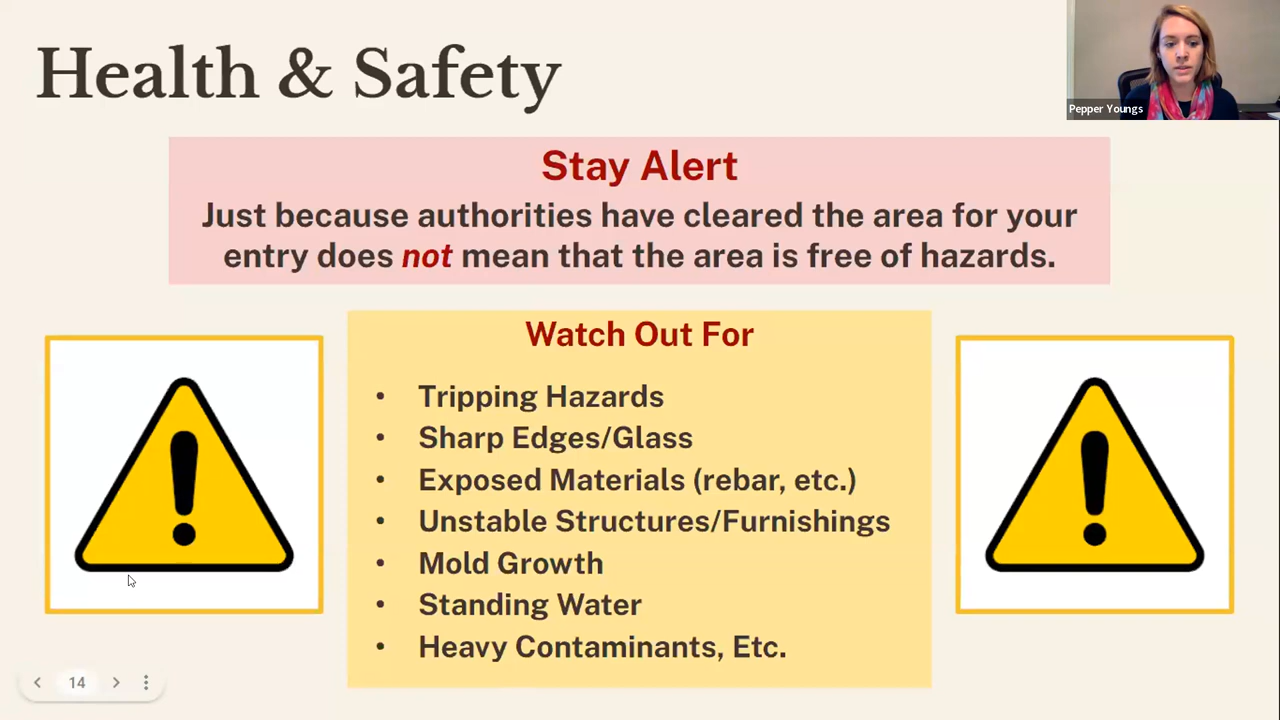 Health & Safety
Pepper Youngs
Stay Alert
Just because authorities have cleared the area for your
entry does not mean that the area is free of hazards.
Watch Out For
• Tripping Hazards
• Sharp Edges/Glass
• Exposed Materials (rebar, etc.)
• Unstable Structures/Furnishings
• Mold Growth
• Standing Water
• Heavy Contaminants, Etc.
14